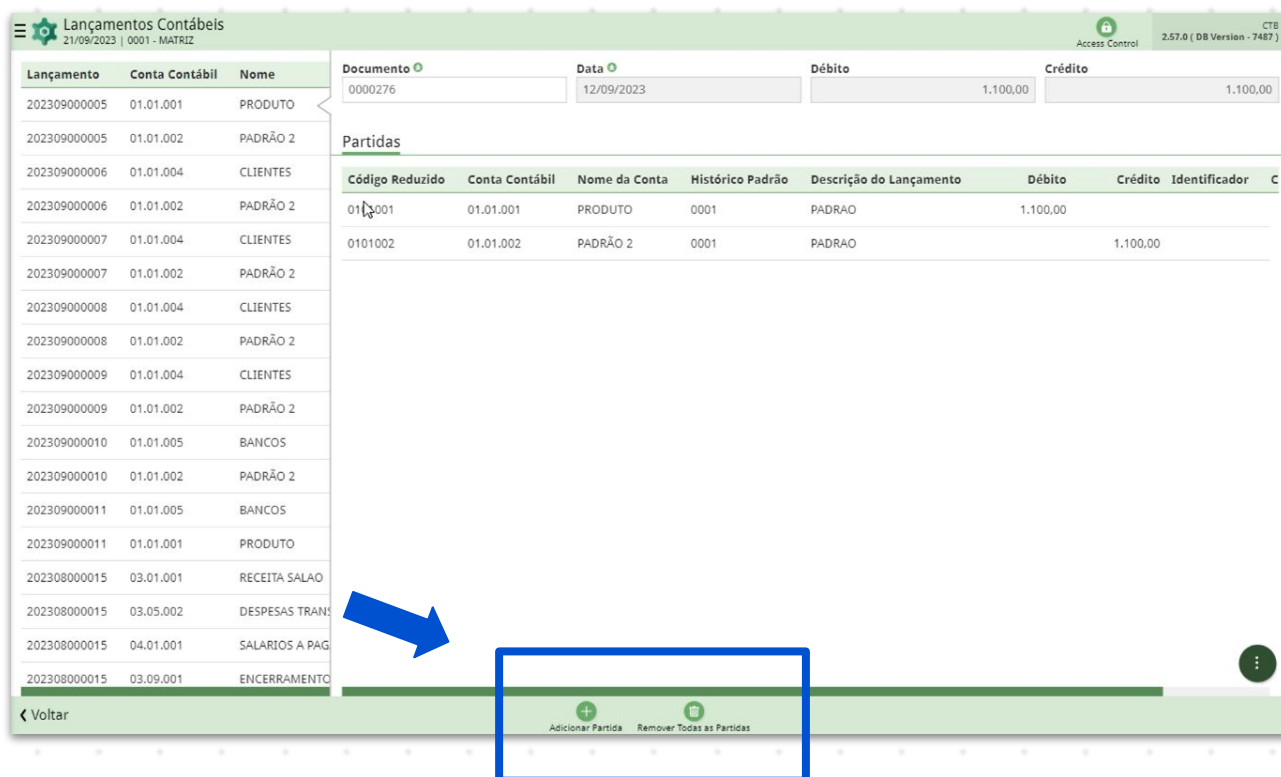 Lançamentos Contábeis
21/09/2023 | 0001 - MATRIZ
Access Control
CTB
2.57.0 ( DB Version - 7487 )
Lançamento Conta Contábil Nome
202309000005 01.01.001 PRODUTO
202309000005 01.01.002 PADRÃO 2
202309000006 01.01.004 CLIENTES
202309000006 01.01.002 PADRÃO 2
202309000007 01.01.004 CLIENTES
202309000007 01.01.002 PADRÃO 2
202309000008 01.01.004 CLIENTES
202309000008 01.01.002 PADRÃO 2
202309000009 01.01.004 CLIENTES
202309000009 01.01.002 PADRÃO 2
202309000010 01.01.005 BANCOS
202309000010 01.01.002 PADRÃO 2
202309000011 01.01.005 BANCOS
202309000011 01.01.001 PRODUTO
202308000015 03.01.001 RECEITA SALAO
202308000015 03.05.002 DESPESAS TRANS
202308000015 04.01.001 SALARIOS A PAG
202308000015 03.09.001 ENCERRAMENTO
Documento Data Débito Crédito
0000276 12/09/2023 1.100,00 1.100,00
Partidas
Código Reduzido Conta Contábil Nome da Conta Histórico Padrão Descrição do Lançamento Débito Crédito Identificador C
01.01.001 PRODUTO 0001 PADRAO 1.100,00
0101002 01.01.002 PADRÃO 2 0001 PADRAO 1.100,00
Voltar
Adicionar Partida Remover Todas as Partidas